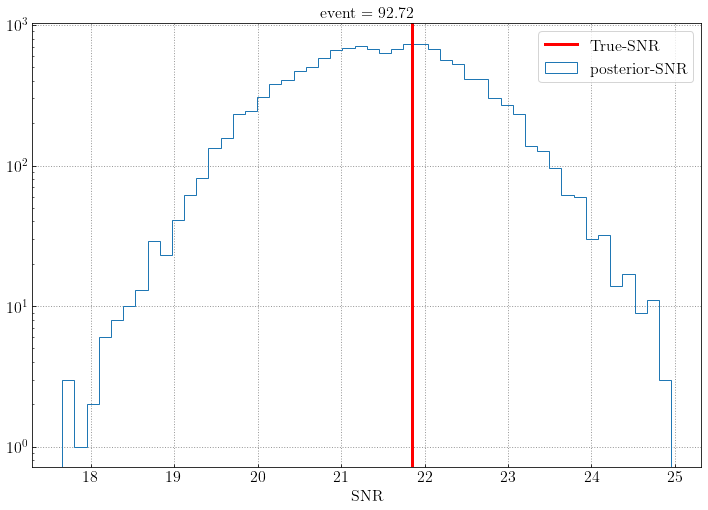 event = 92.72
10³
10²
10¹
10⁰
True-SNR
posterior-SNR
18 19 20 21 22 23 24 25
SNR